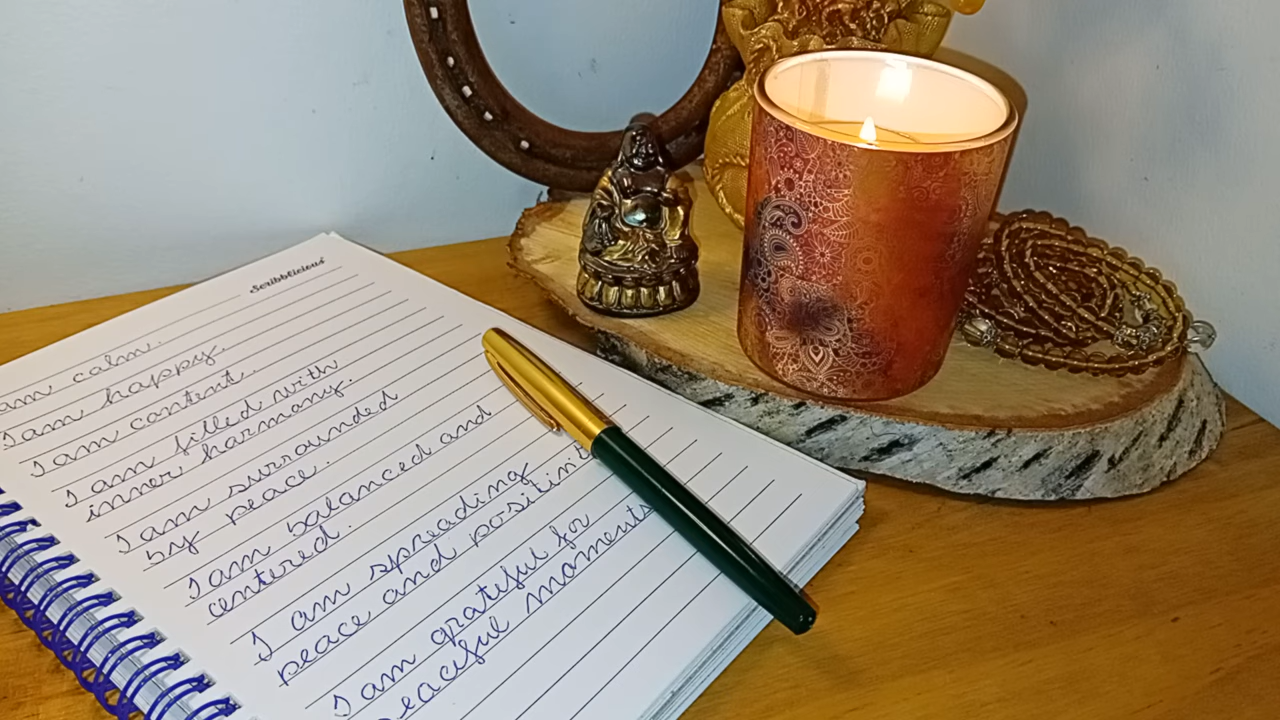 Scribblicious
am calm.
I am happy.
I am content.
I am filled with
inner harmony.
I am surrounded
by peace.
I am balanced and
centered.
I am spreading
peace and positivit
I am grateful for
peaceful moments